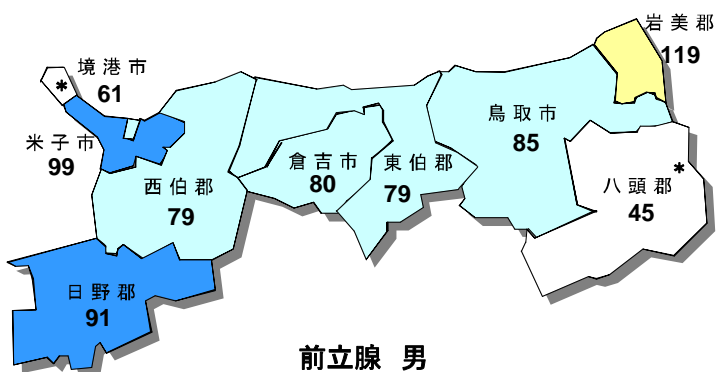 岩美郡
119
境港市
*
61
鳥取市
85
米子市
99
倉吉市
80
東伯郡
79
*
八頭郡
45
西伯郡
79
日野郡
91
前立腺 男